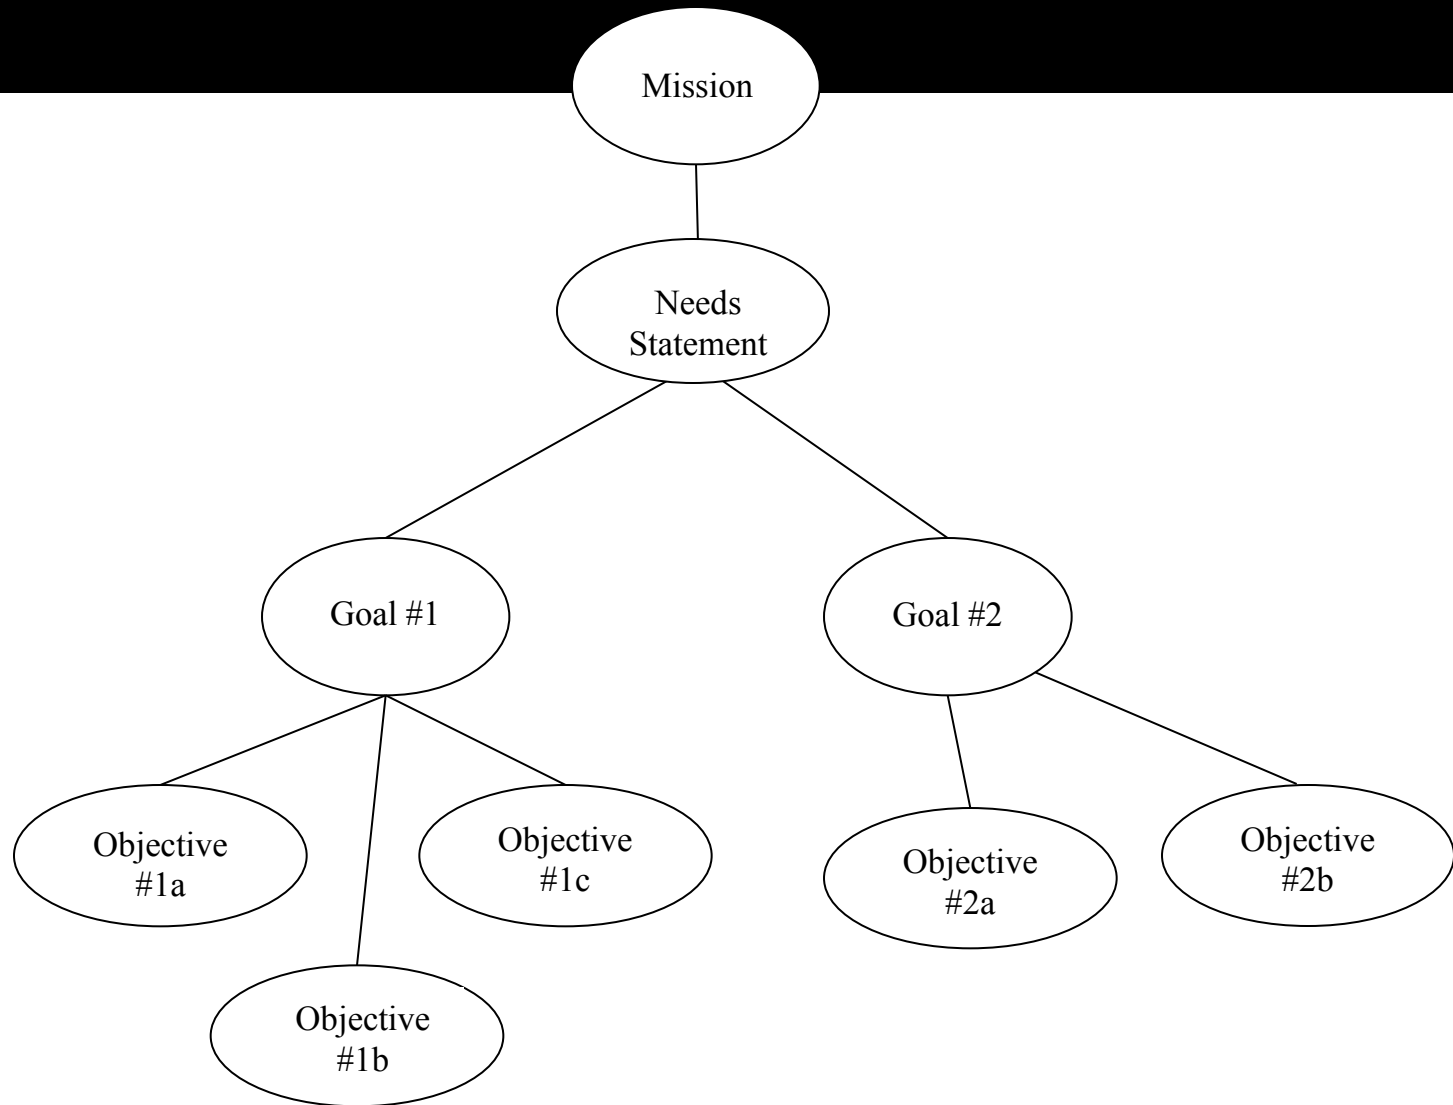 Mission
Needs
Statement
Goal #1
Goal #2
Objective
#1a
Objective
#1c
Objective
#2a
Objective
#2b
Objective
#1b